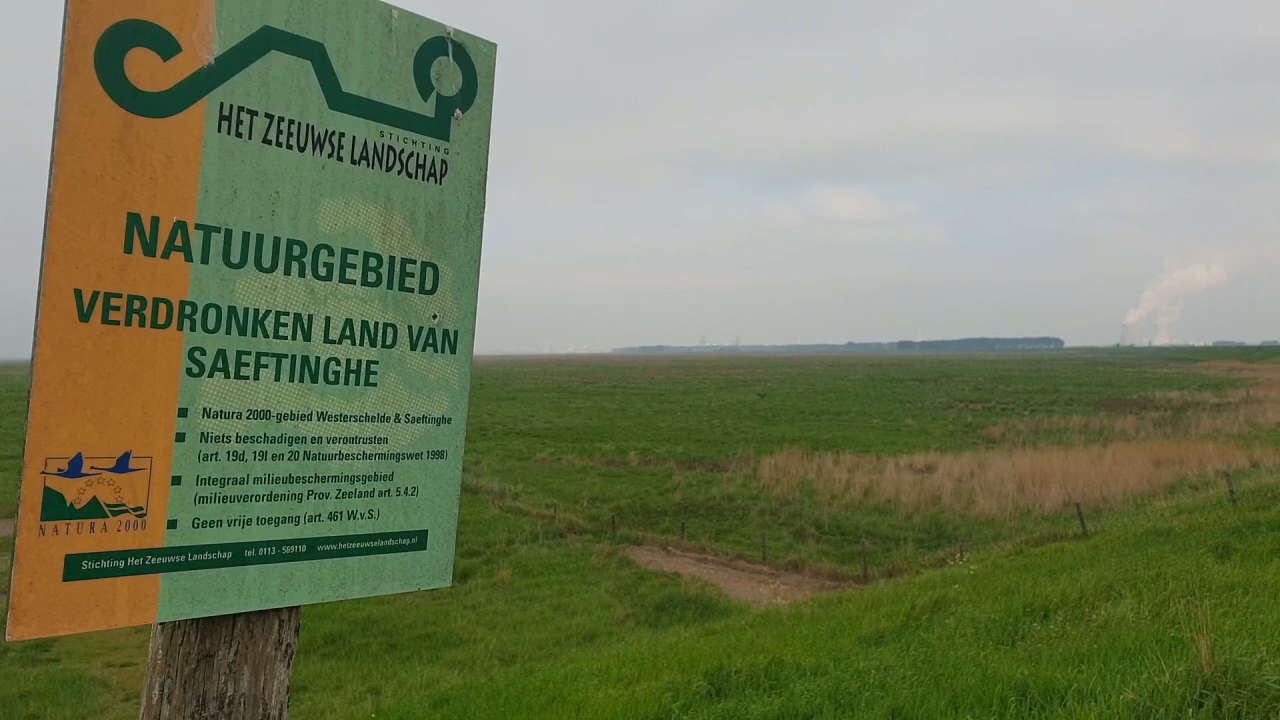 STICHTING
HET ZEEUWSE LANDSCHAP
NATUURGEBIED
VERDRONKEN LAND VAN
SAEFTINGHE
Natura 2000-gebied Westerschelde & Saeftinghe
Niets beschadigen en verontrusten
(art. 19d, 19l en 20 Natuurbeschermingswet 1998)
Integraal milieubeschermingsgebied
(milieuverordening Prov. Zeeland art. 5.4.2)
Geen vrije toegang (art. 461 W.v.S.)
NATURA 2000
Stichting Het Zeeuwse Landschap tel. 0113 - 569110 www.hetzeeuwselandschap.nl